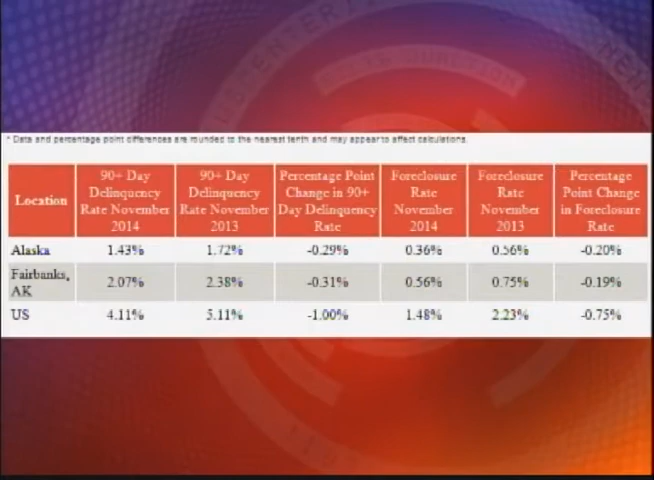 * Data and percentage point differences are rounded to the nearest tenth and may appear to affect calculations.
Location
90+ Day
Delinquency
Rate November
2014
90+ Day
Delinquency
Rate November
2013
Percentage Point
Change in 90+
Day Delinquency
Rate
Foreclosure
Rate
November
2014
Foreclosure
Rate
November
2013
Percentage
Point Change
in Foreclosure
Rate
Alaska 1.43% 1.72% -0.29% 0.36% 0.56% -0.20%
Fairbanks,
AK 2.07% 2.38% -0.31% 0.56% 0.75% -0.19%
US 4.11% 5.11% -1.00% 1.48% 2.23% -0.75%